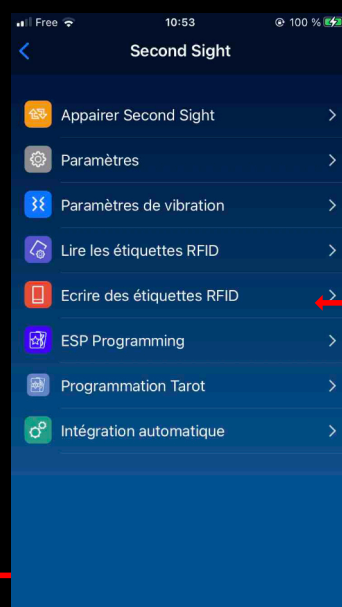 Free 10:53 100 %
Second Sight
Appairer Second Sight
Paramètres
Paramètres de vibration
Lire les étiquettes RFID
Ecrire des étiquettes RFID
ESP Programming
Programmation Tarot
Intégration automatique